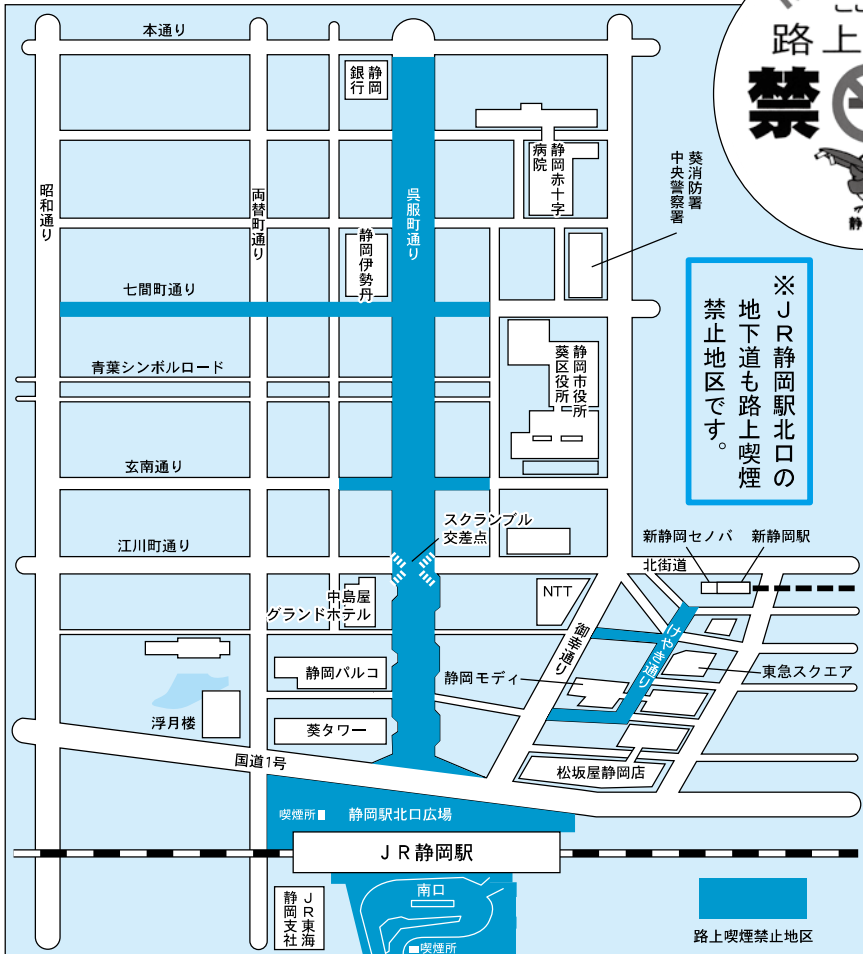 本通り
静岡
銀行
路上
禁
静
昭和通り
両替町通り
呉服町通り
静岡赤十字
病院
葵消防署
中央警察署
静岡伊勢丹
七間町通り
※JR静岡駅北口の
地下道も路上喫煙
禁止地区です。
青葉シンボルロード
静岡市役所
葵区役所
玄南通り
スクランブル
交差点
江川町通り
新静岡セノバ
新静岡駅
北街道
中島屋
グランドホテル
NTT
御幸通り
けやき通り
静岡パルコ
静岡モディ
東急スクエア
浮月楼
葵タワー
国道1号
松坂屋静岡店
喫煙所
静岡駅北口広場
JR静岡駅
南口
JR東海
静岡支社
喫煙所
路上喫煙禁止地区